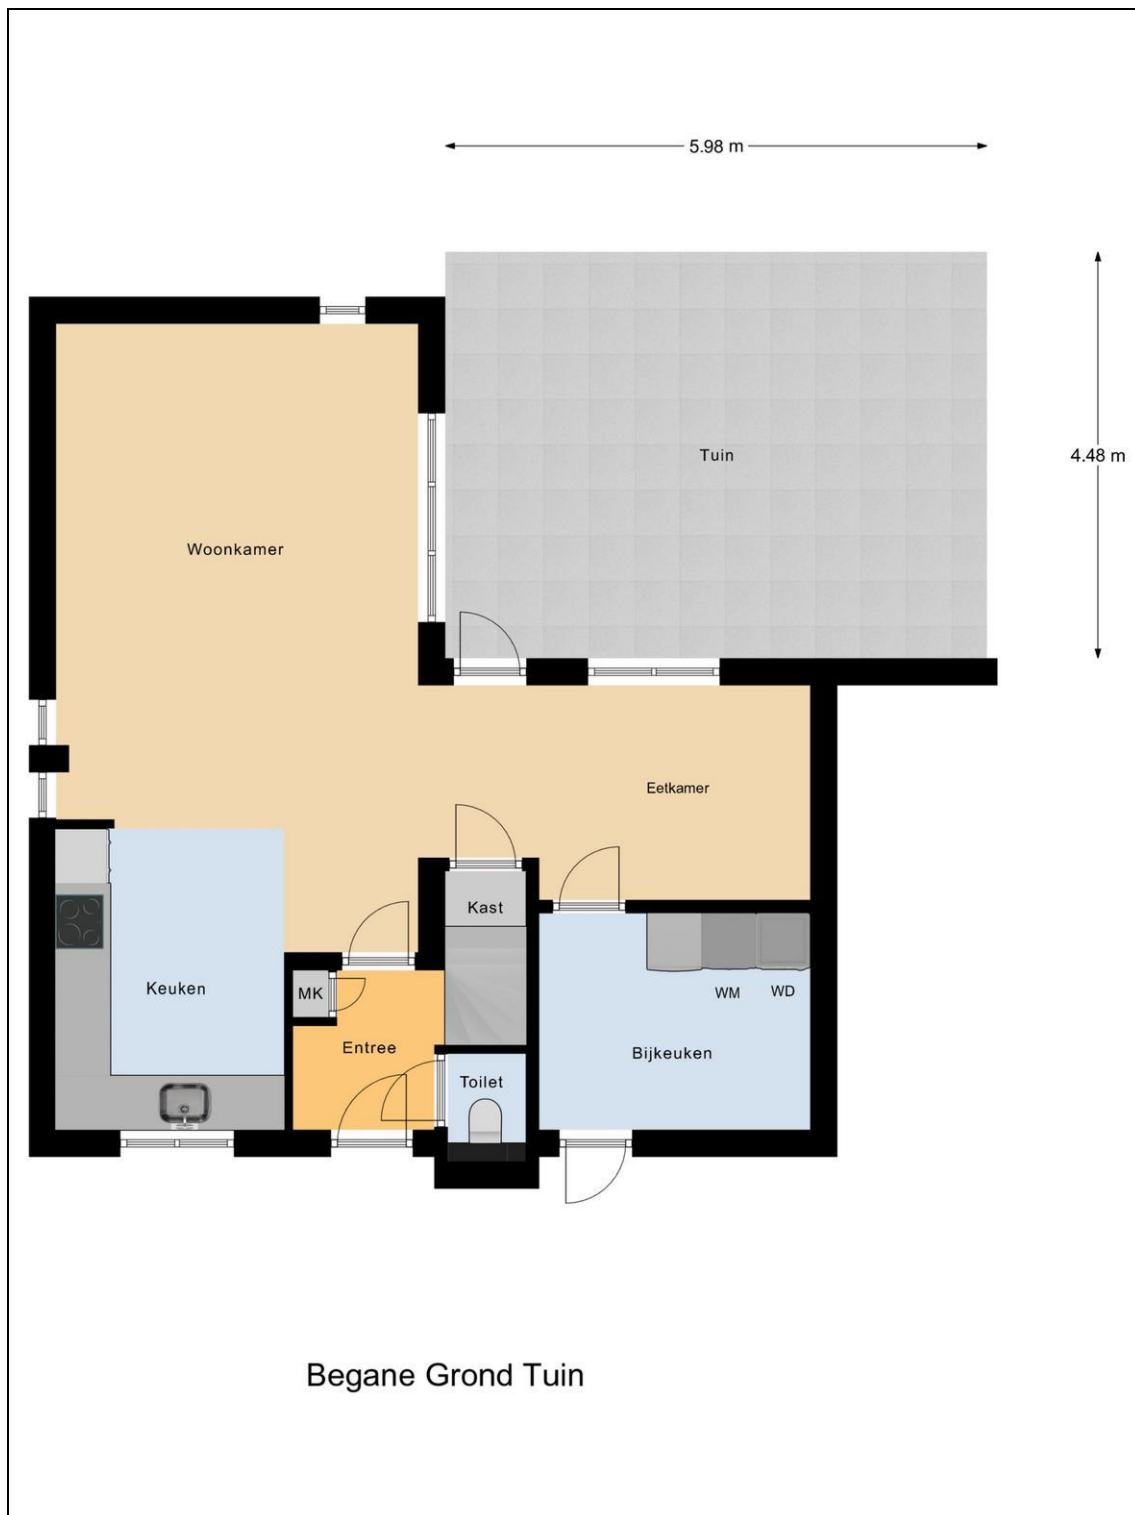 5.98 m
Tuin
4.48 m
Woonkamer
Eetkamer
Kast
Keuken
MK
WM
WD
Entree
Bijkeuken
Toilet
Begane Grond Tuin